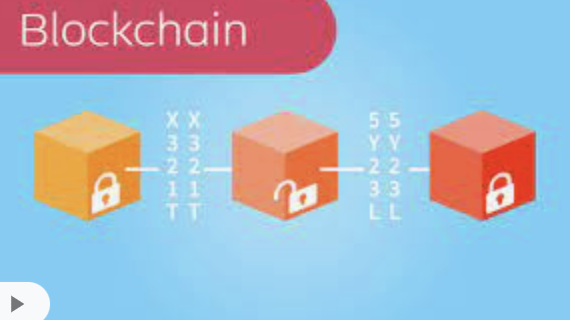 Blockchain
X X
3 3
2 2
1 1
T T
5 5
Y Y
2 2
3 3
L L